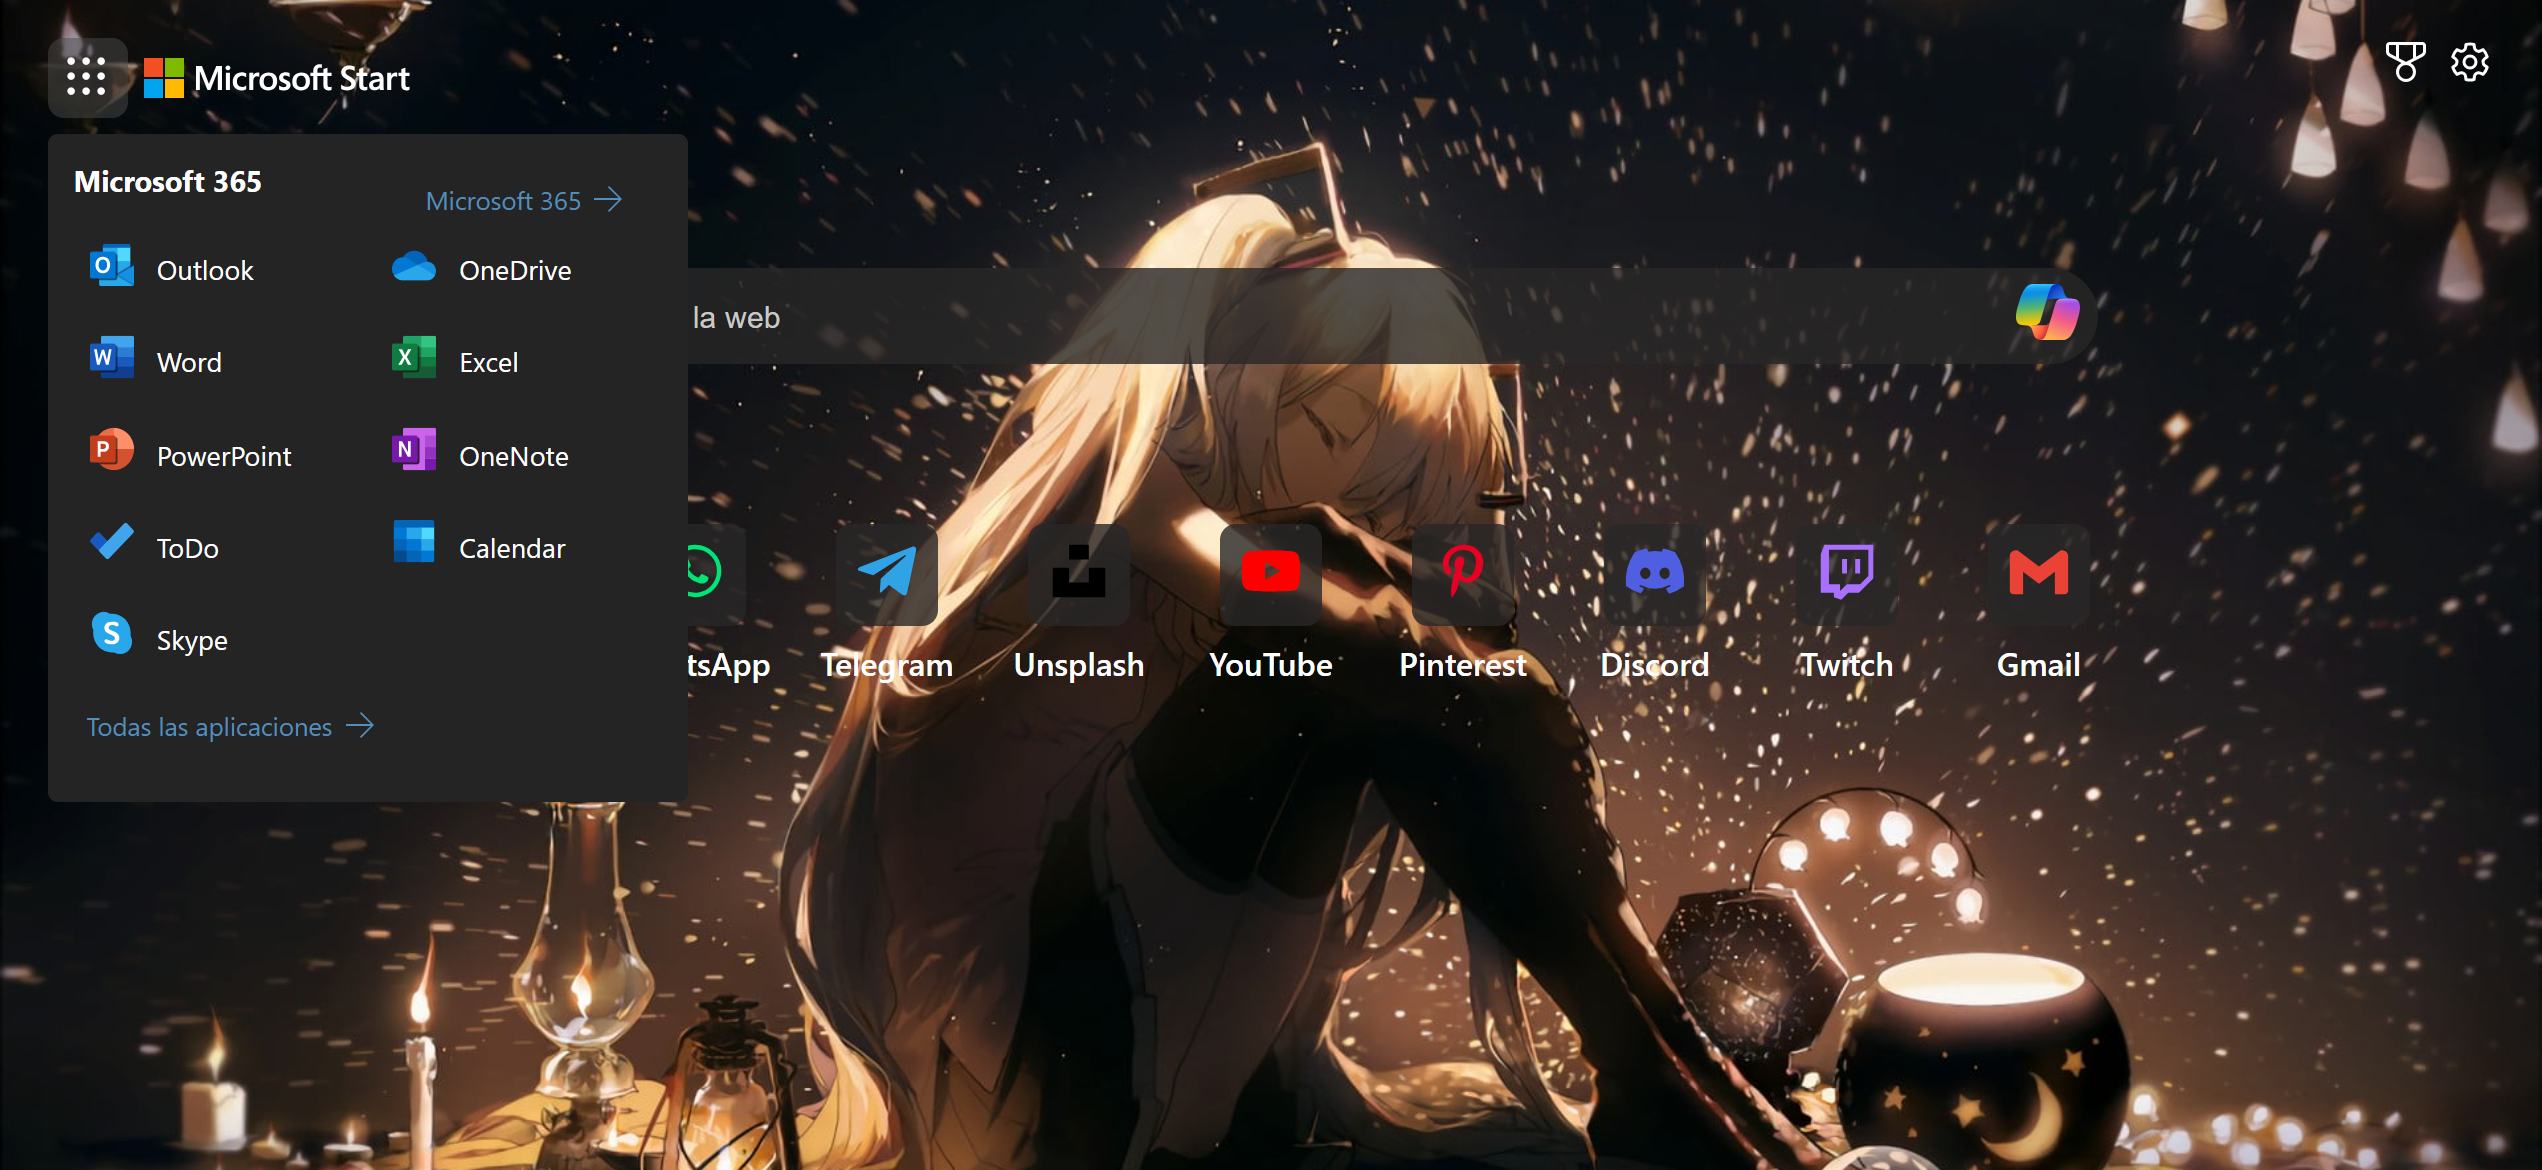 Microsoft Start
Microsoft 365
Microsoft 365
Outlook
OneDrive
Word
Excel
PowerPoint
OneNote
ToDo
Calendar
Skype
Todas las aplicaciones
la web
tsApp
Telegram
Unsplash
YouTube
Pinterest
Discord
Twitch
Gmail